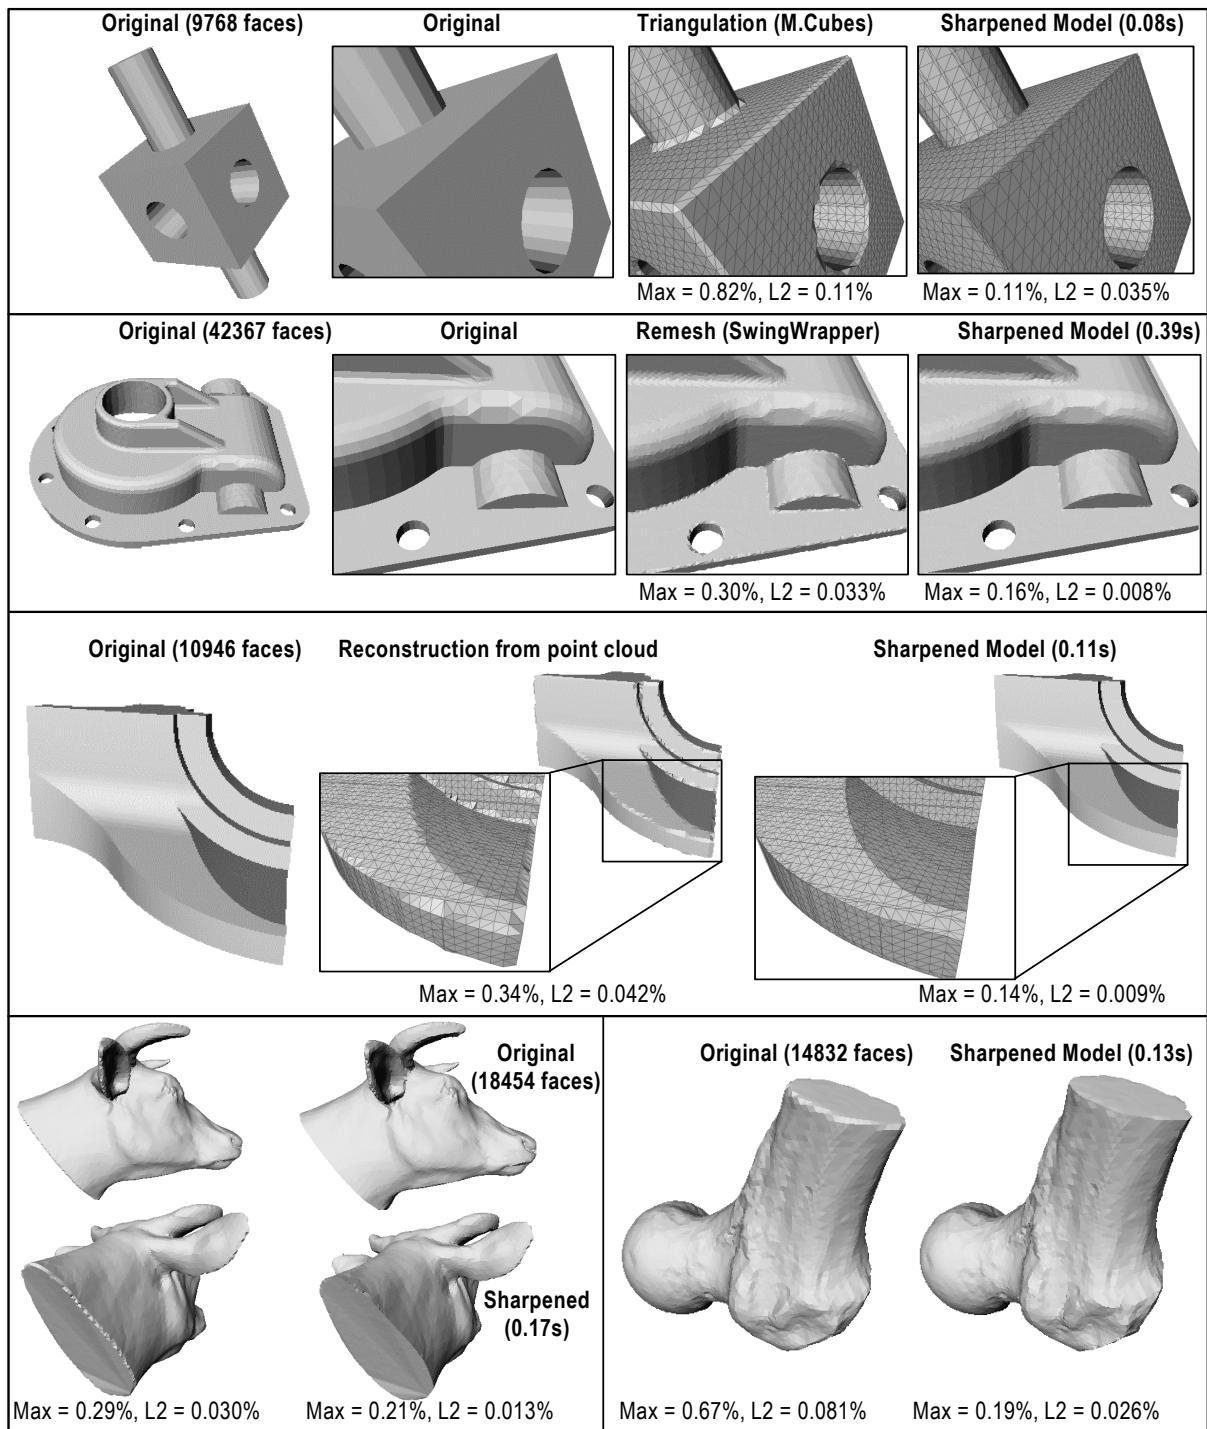 Original (9768 faces)
Original
Triangulation (M.Cubes)
Sharpened Model (0.08s)
Max = 0.82%, L2 = 0.11%
Max = 0.11%, L2 = 0.035%
Original (42367 faces)
Original
Remesh (SwingWrapper)
Sharpened Model (0.39s)
Max = 0.30%, L2 = 0.033%
Max = 0.16%, L2 = 0.008%
Original (10946 faces)
Reconstruction from point cloud
Sharpened Model (0.11s)
Max = 0.34%, L2 = 0.042%
Max = 0.14%, L2 = 0.009%
Original
(18454 faces)
Sharpened
(0.17s)
Max = 0.29%, L2 = 0.030%
Max = 0.21%, L2 = 0.013%
Original (14832 faces)
Sharpened Model (0.13s)
Max = 0.67%, L2 = 0.081%
Max = 0.19%, L2 = 0.026%